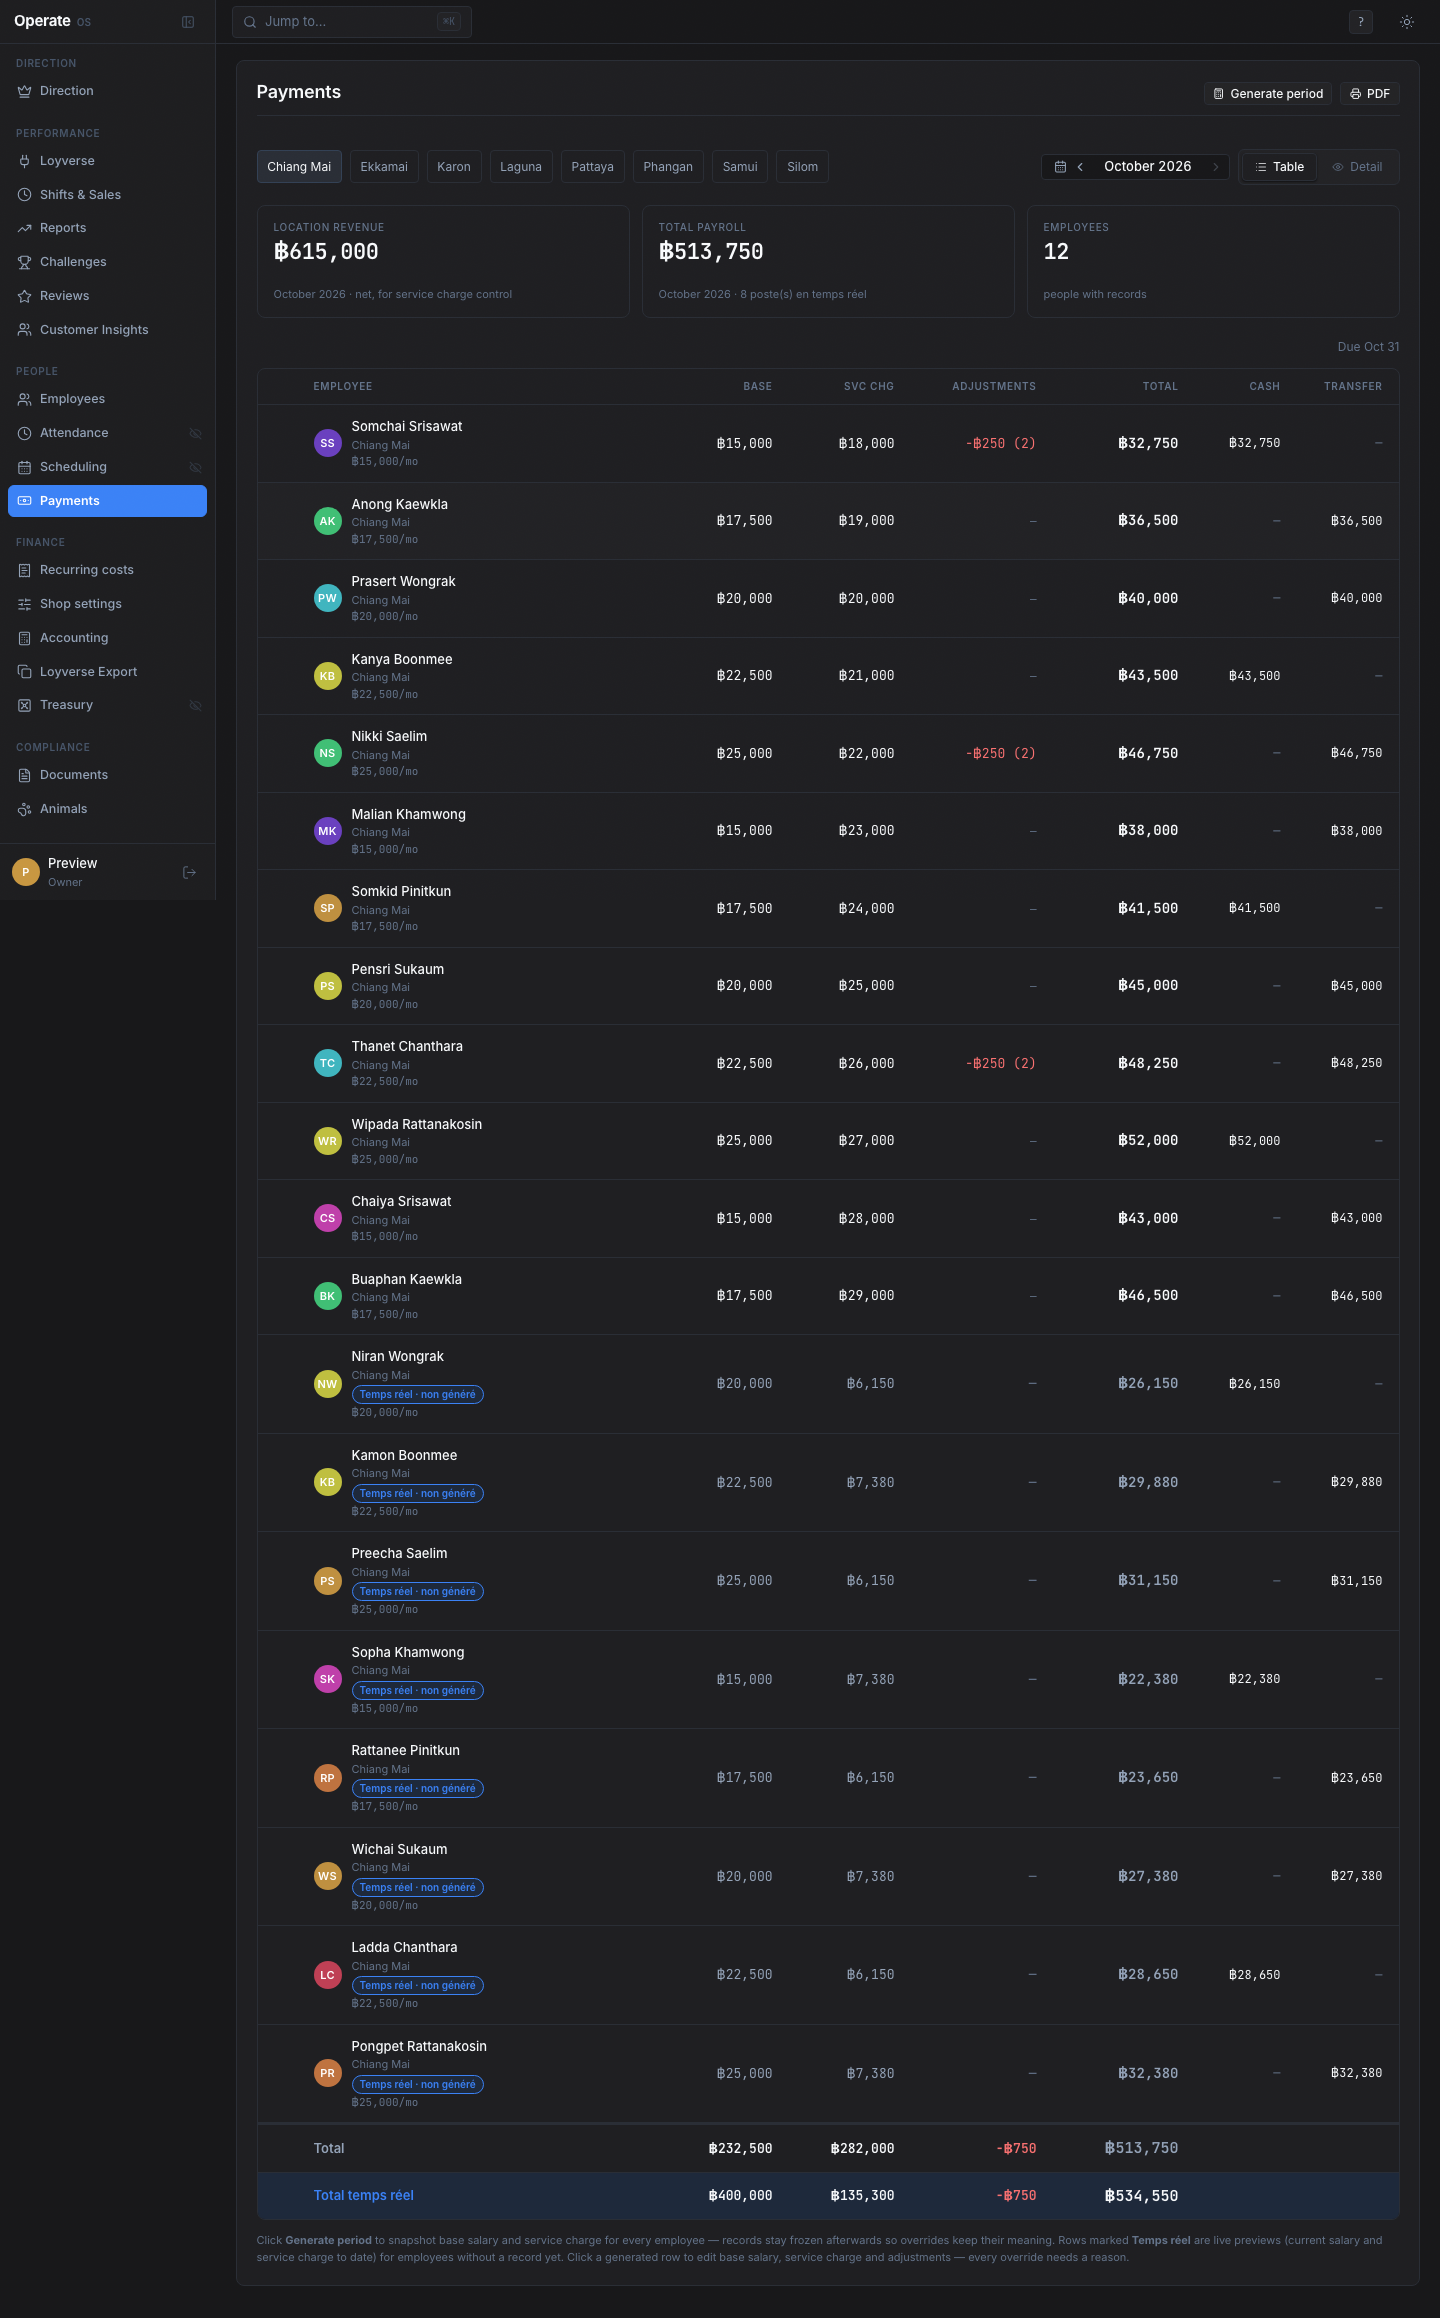 Operate OS
Jump to...
⌘K
?
DIRECTION
Direction
PERFORMANCE
Loyverse
Shifts & Sales
Reports
Challenges
Reviews
Customer Insights
PEOPLE
Employees
Attendance
Scheduling
Payments
FINANCE
Recurring costs
Shop settings
Accounting
Loyverse Export
Treasury
COMPLIANCE
Documents
Animals
P
Preview
Owner
Payments
Generate period
PDF
Chiang Mai
Ekkamai
Karon
Laguna
Pattaya
Phangan
Samui
Silom
October 2026
Table
Detail
LOCATION REVENUE
฿615,000
October 2026 · net, for service charge control
TOTAL PAYROLL
฿513,750
October 2026 · 8 poste(s) en temps réel
EMPLOYEES
12
people with records
Due Oct 31
EMPLOYEE BASE SVC CHG ADJUSTMENTS TOTAL CASH TRANSFER
Somchai Srisawat
Chiang Mai
SS ฿15,000 ฿18,000 -฿250 (2) ฿32,750 ฿32,750 —
฿15,000/mo
Anong Kaewkla
Chiang Mai
AK ฿17,500 ฿19,000 — ฿36,500 — ฿36,500
฿17,500/mo
Prasert Wongrak
Chiang Mai
PW ฿20,000 ฿20,000 — ฿40,000 — ฿40,000
฿20,000/mo
Kanya Boonmee
Chiang Mai
KB ฿22,500 ฿21,000 — ฿43,500 ฿43,500 —
฿22,500/mo
Nikki Saelim
Chiang Mai
NS ฿25,000 ฿22,000 -฿250 (2) ฿46,750 — ฿46,750
฿25,000/mo
Malian Khamwong
Chiang Mai
MK ฿15,000 ฿23,000 — ฿38,000 — ฿38,000
฿15,000/mo
Somkid Pinitkun
Chiang Mai
SP ฿17,500 ฿24,000 — ฿41,500 ฿41,500 —
฿17,500/mo
Pensri Sukaum
Chiang Mai
PS ฿20,000 ฿25,000 — ฿45,000 — ฿45,000
฿20,000/mo
Thanet Chanthara
Chiang Mai
TC ฿22,500 ฿26,000 -฿250 (2) ฿48,250 — ฿48,250
฿22,500/mo
Wipada Rattanakosin
Chiang Mai
WR ฿25,000 ฿27,000 — ฿52,000 ฿52,000 —
฿25,000/mo
Chaiya Srisawat
Chiang Mai
CS ฿15,000 ฿28,000 — ฿43,000 — ฿43,000
฿15,000/mo
Buaphan Kaewkla
Chiang Mai
BK ฿17,500 ฿29,000 — ฿46,500 — ฿46,500
฿17,500/mo
Niran Wongrak
Chiang Mai
NW ฿20,000 ฿6,150 — ฿26,150 ฿26,150 —
Temps réel · non généré
฿20,000/mo
Kamon Boonmee
Chiang Mai
KB ฿22,500 ฿7,380 — ฿29,880 — ฿29,880
Temps réel · non généré
฿22,500/mo
Preecha Saelim
Chiang Mai
PS ฿25,000 ฿6,150 — ฿31,150 — ฿31,150
Temps réel · non généré
฿25,000/mo
Sopha Khamwong
Chiang Mai
SK ฿15,000 ฿7,380 — ฿22,380 ฿22,380 —
Temps réel · non généré
฿15,000/mo
Rattanee Pinitkun
Chiang Mai
RP ฿17,500 ฿6,150 — ฿23,650 — ฿23,650
Temps réel · non généré
฿17,500/mo
Wichai Sukaum
Chiang Mai
WS ฿20,000 ฿7,380 — ฿27,380 — ฿27,380
Temps réel · non généré
฿20,000/mo
Ladda Chanthara
Chiang Mai
LC ฿22,500 ฿6,150 — ฿28,650 ฿28,650 —
Temps réel · non généré
฿22,500/mo
Pongpet Rattanakosin
Chiang Mai
PR ฿25,000 ฿7,380 — ฿32,380 — ฿32,380
Temps réel · non généré
฿25,000/mo
Total ฿232,500 ฿282,000 -฿750 ฿513,750
Total temps réel ฿400,000 ฿135,300 -฿750 ฿534,550
Click Generate period to snapshot base salary and service charge for every employee — records stay frozen afterwards so overrides keep their meaning. Rows marked Temps réel are live previews (current salary and
service charge to date) for employees without a record yet. Click a generated row to edit base salary, service charge and adjustments — every override needs a reason.